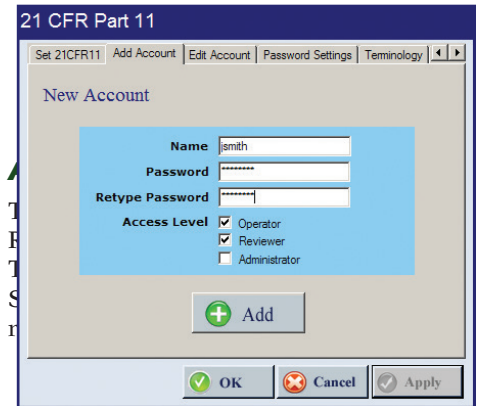 21 CFR Part 11
Set 21CFR11 Add Account Edit Account Password Settings Terminology
New Account
Name jsmith
Password ********
Retype Password ********
Access Level Operator
Reviewer
Administrator
Add
OK Cancel Apply